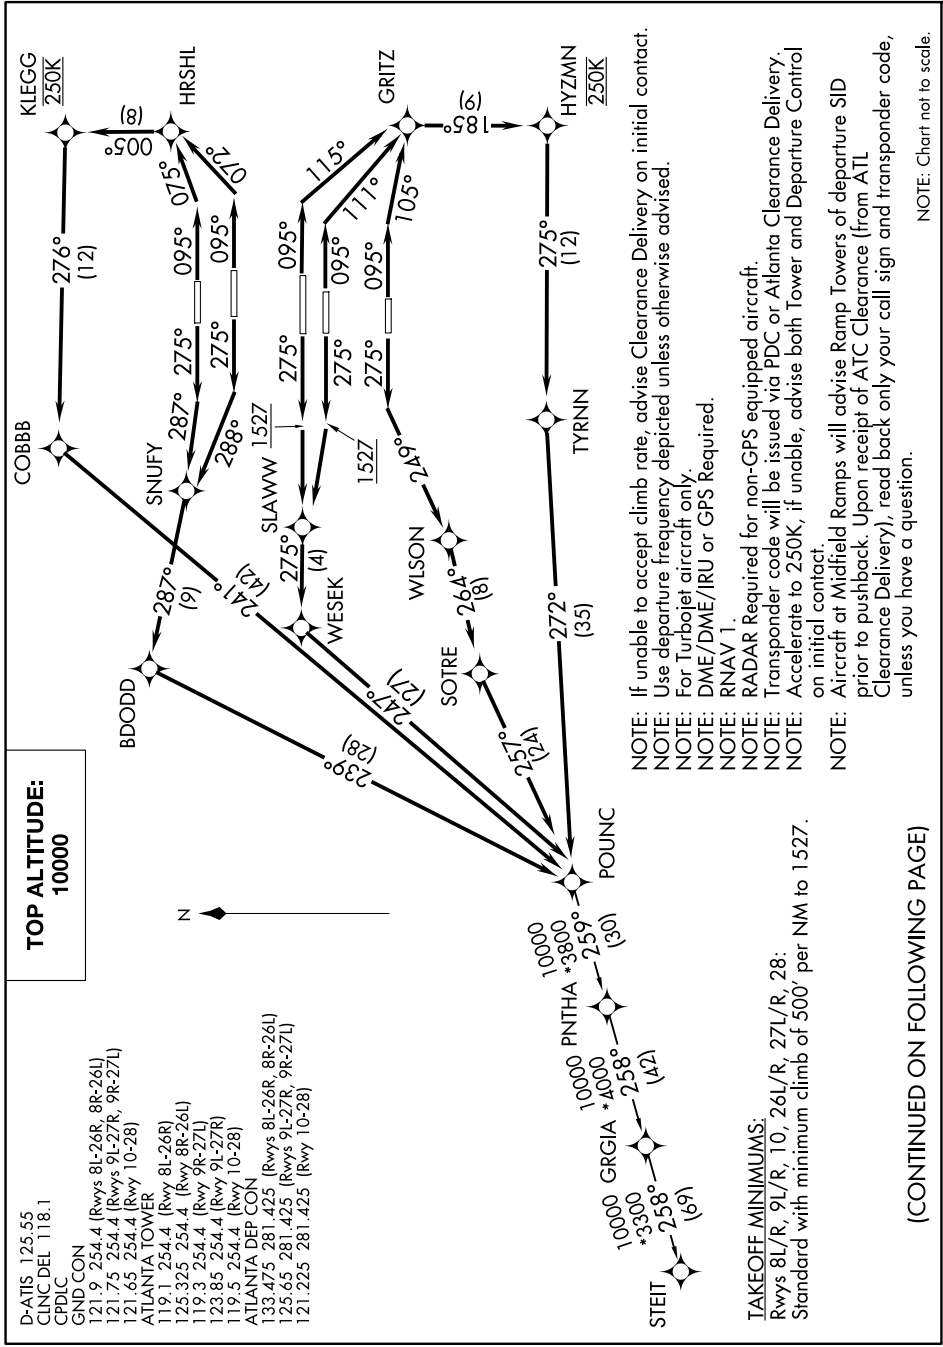 TOP ALTITUDE:
10000
D-ATIS 125.55
CLNC DEL 118.1
CPDLC
GND CON
121.9 254.4 (Rwys 8L-26R, 8R-26L)
121.75 254.4 (Rwys 9L-27R, 9R-27L)
121.65 254.4 (Rwy 10-28)
ATLANTA TOWER
119.1 254.4 (Rwy 8L-26R)
125.325 254.4 (Rwy 8R-26L)
119.3 254.4 (Rwy 9R-27L)
123.85 254.4 (Rwy 9L-27R)
119.5 254.4 (Rwy 10-28)
ATLANTA DEP CON
133.475 281.425 (Rwys 8L-26R, 8R-26L)
125.65 281.425 (Rwys 9L-27R, 9R-27L)
121.225 281.425 (Rwy 10-28)
N
KLEGG
250K
(8)
005°
HRSHL
276°
(12)
COBBB
075°
072°
095°
095°
275°
275°
287°
288°
SNUFY
287°
(9)
BDODD
239°
(28)
241°
(42)
GRITZ
115°
111°
105°
095°
095°
095°
275°
275°
275°
1527
1527
SLAWW
275°
(4)
WESEK
247°
(27)
249°
WLSON
264°
(8)
SOTRE
257°
(24)
185°
(9)
HYZMN
250K
275°
(12)
TYRNN
272°
(35)
POUNC
10000
*3800
259°
(30)
PNTHA
10000
*4000
258°
(42)
GRGIA
10000
*3300
258°
(69)
STEIT
NOTE: If unable to accept climb rate, advise Clearance Delivery on initial contact.
NOTE: Use departure frequency depicted unless otherwise advised.
NOTE: For Turbojet aircraft only.
NOTE: DME/DME/IRU or GPS Required.
NOTE: RNAV 1.
NOTE: RADAR Required for non-GPS equipped aircraft.
NOTE: Transponder code will be issued via PDC or Atlanta Clearance Delivery.
NOTE: Accelerate to 250K, if unable, advise both Tower and Departure Control
on initial contact.
NOTE: Aircraft at Midfield Ramps will advise Ramp Towers of departure SID
prior to pushback. Upon receipt of ATC Clearance (from ATL
Clearance Delivery), read back only your call sign and transponder code,
unless you have a question.
NOTE: Chart not to scale.
TAKEOFF MINIMUMS:
Rwys 8L/R, 9L/R, 10, 26L/R, 27L/R, 28:
Standard with minimum climb of 500' per NM to 1527.
(CONTINUED ON FOLLOWING PAGE)